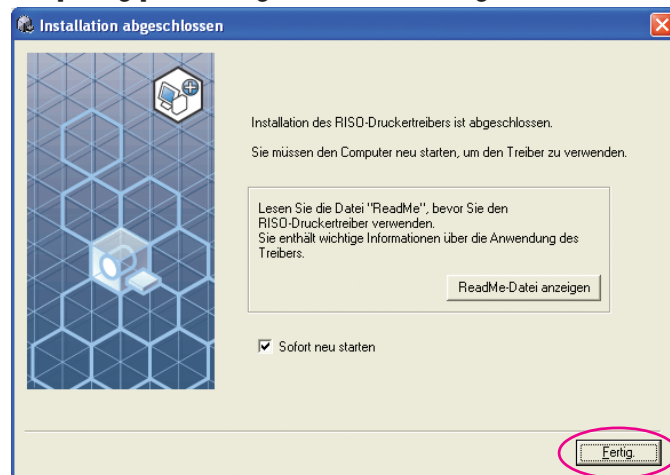 Installation abgeschlossen
Installation des RISO-Druckertreibers ist abgeschlossen.
Sie müssen den Computer neu starten, um den Treiber zu verwenden.
Lesen Sie die Datei "ReadMe", bevor Sie den
RISO-Druckertreiber verwenden.
Sie enthält wichtige Informationen über die Anwendung des
Treibers.
ReadMe-Datei anzeigen
Sofort neu starten
Fertig.